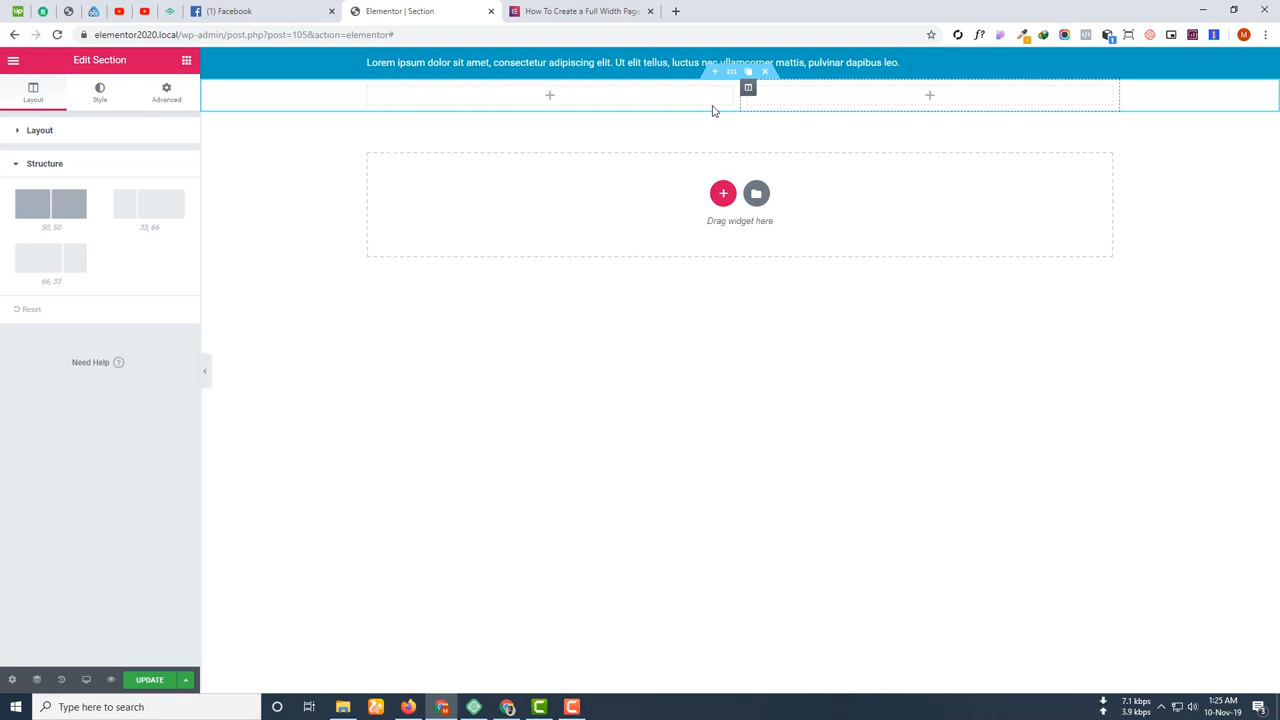 (1) Facebook
Elementor | Section
How To Create a Full Width Page
elementor2020.local/wp-admin/post.php?post=105&action=elementor#
Edit Section
Layout
Style
Advanced
Layout
Structure
50, 50
33, 66
66, 33
Reset
Need Help
UPDATE
Lorem ipsum dolor sit amet, consectetur adipiscing elit. Ut elit tellus, luctus nec ullamcorper mattis, pulvinar dapibus leo.
Drag widget here
Type here to search
7.1 kbps
3.9 kbps
1:25 AM
10-Nov-19